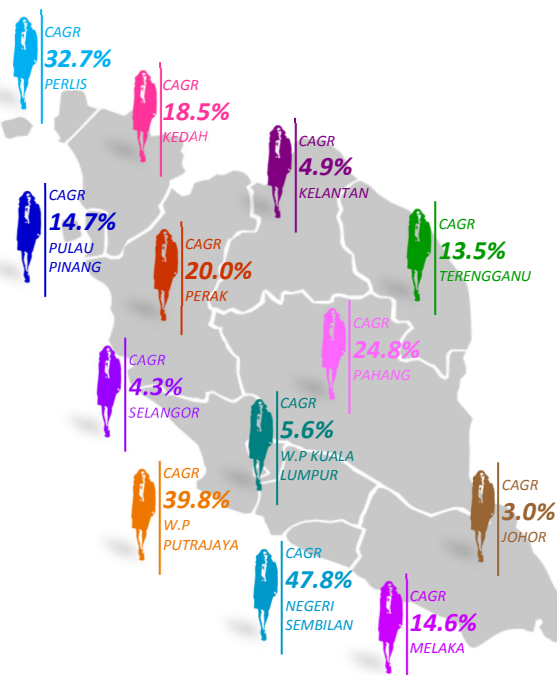 CAGR
32.7%
PERLIS
CAGR
18.5%
KEDAH
CAGR
4.9%
KELANTAN
CAGR
14.7%
PULAU
PINANG
CAGR
20.0%
PERAK
CAGR
13.5%
TERENGGANU
CAGR
24.8%
PAHANG
CAGR
4.3%
SELANGOR
CAGR
5.6%
W.P KUALA
LUMPUR
CAGR
39.8%
W.P
PUTRAJAYA
CAGR
3.0%
JOHOR
CAGR
47.8%
NEGERI
SEMBILAN
CAGR
14.6%
MELAKA